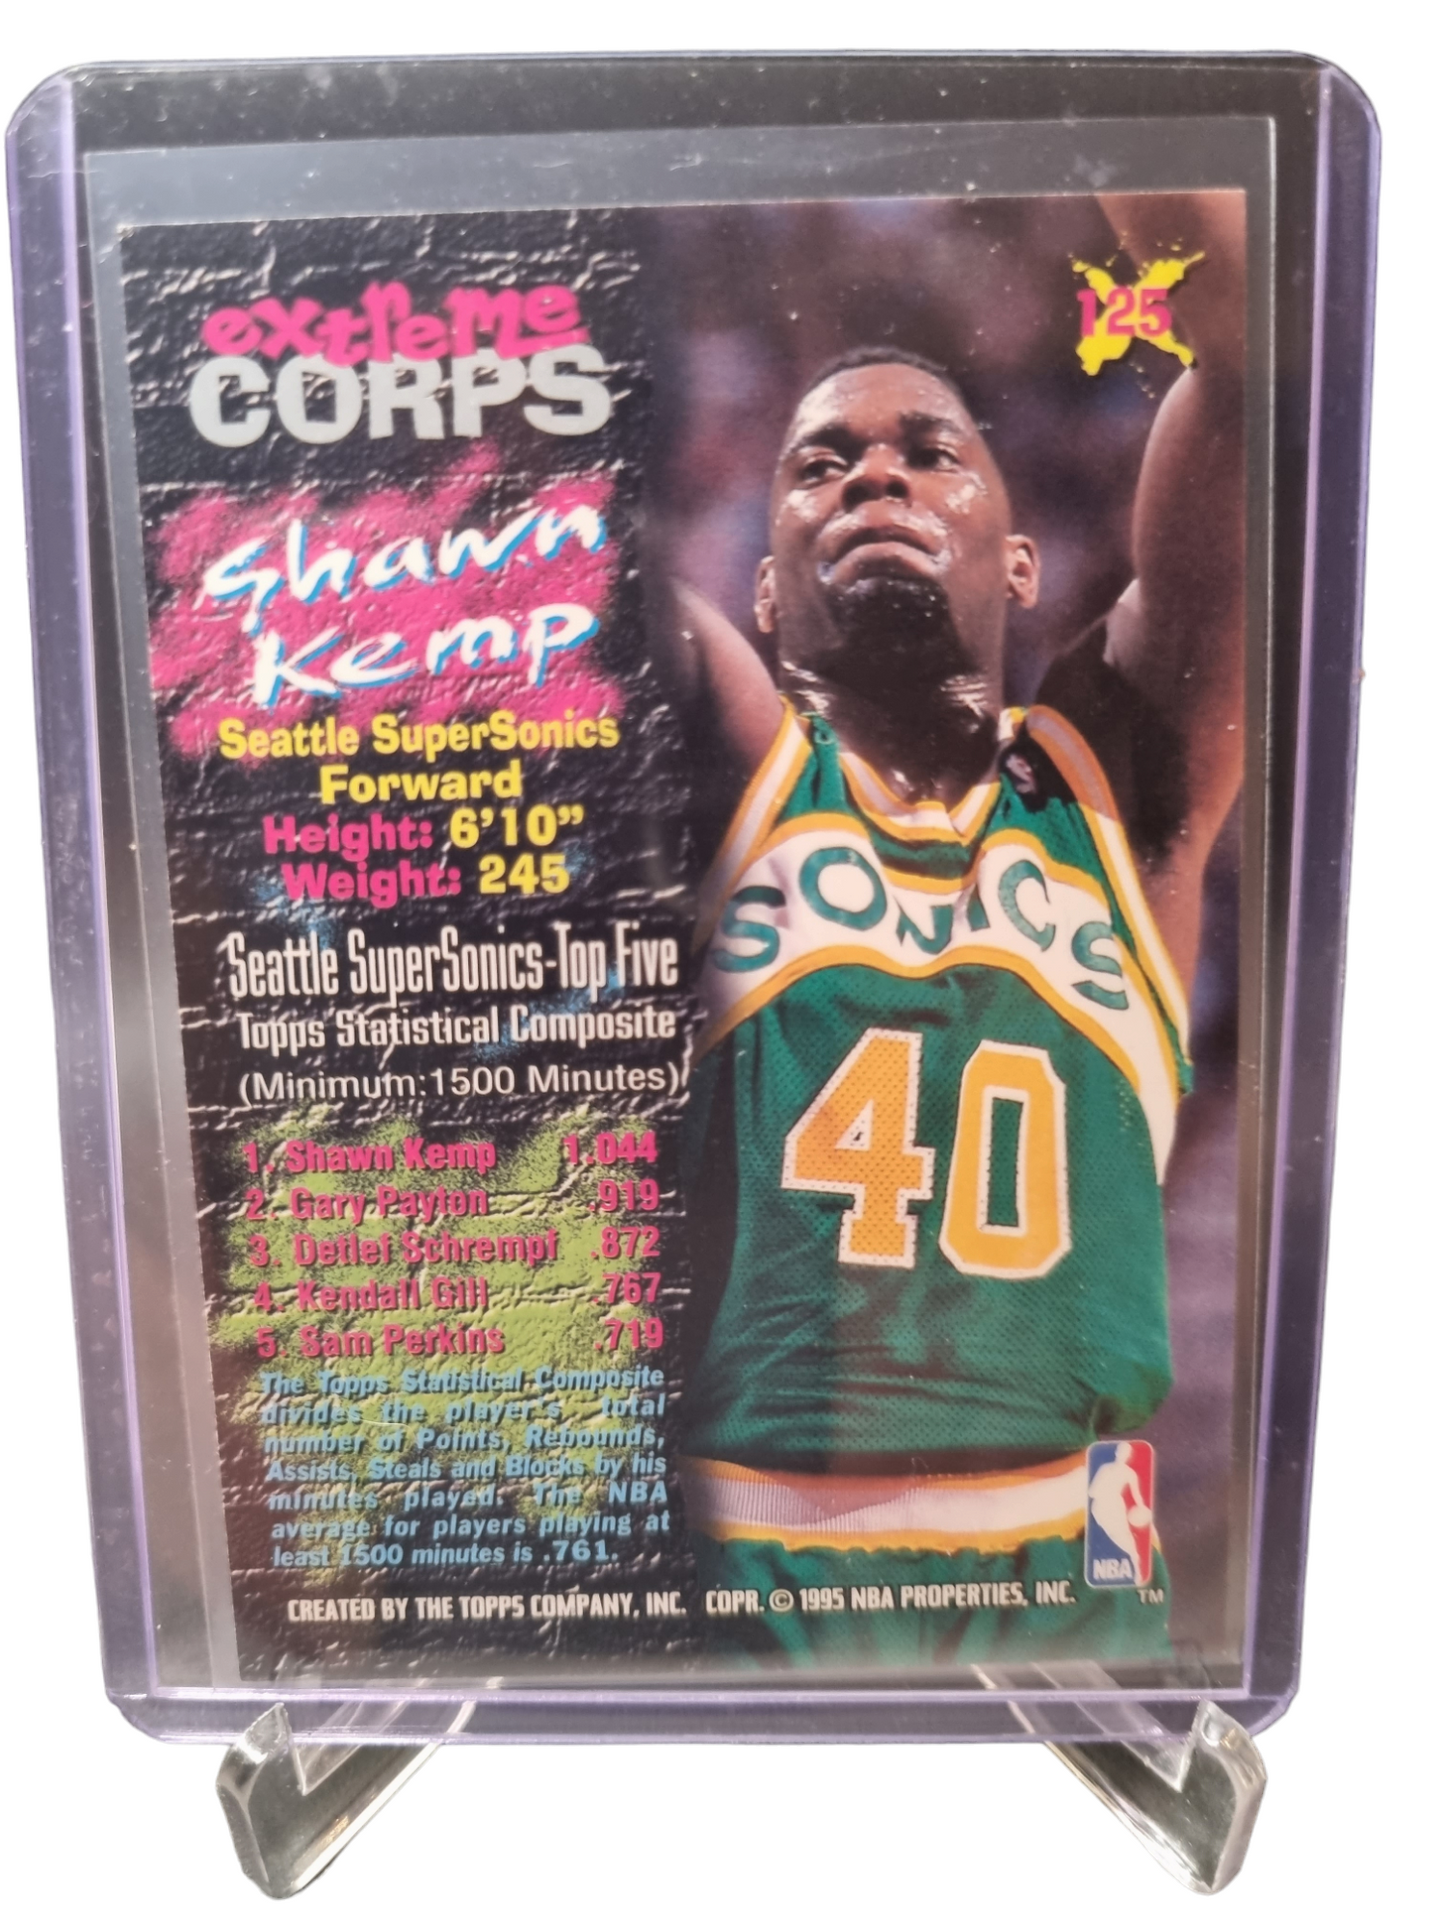 extreme
CORPS
125
Shawn
Kemp
Seattle SuperSonics
Forward
Height: 6'10"
Weight: 245
Seattle SuperSonics-Top Five
Topps Statistical Composite
(Minimum:1500 Minutes)
1. Shawn Kemp 1.044
2. Gary Payton .919
3. Detlef Schrempf .872
4. Kendall Gill .767
5. Sam Perkins .719
The Topps Statistical Composite
divides the player's total
number of Points, Rebounds,
Assists, Steals and Blocks by his
minutes played. The NBA
average for players playing at
least 1500 minutes is .761.
SONICS
40
NBA
TM
CREATED BY THE TOPPS COMPANY, INC. COPR. © 1995 NBA PROPERTIES, INC.